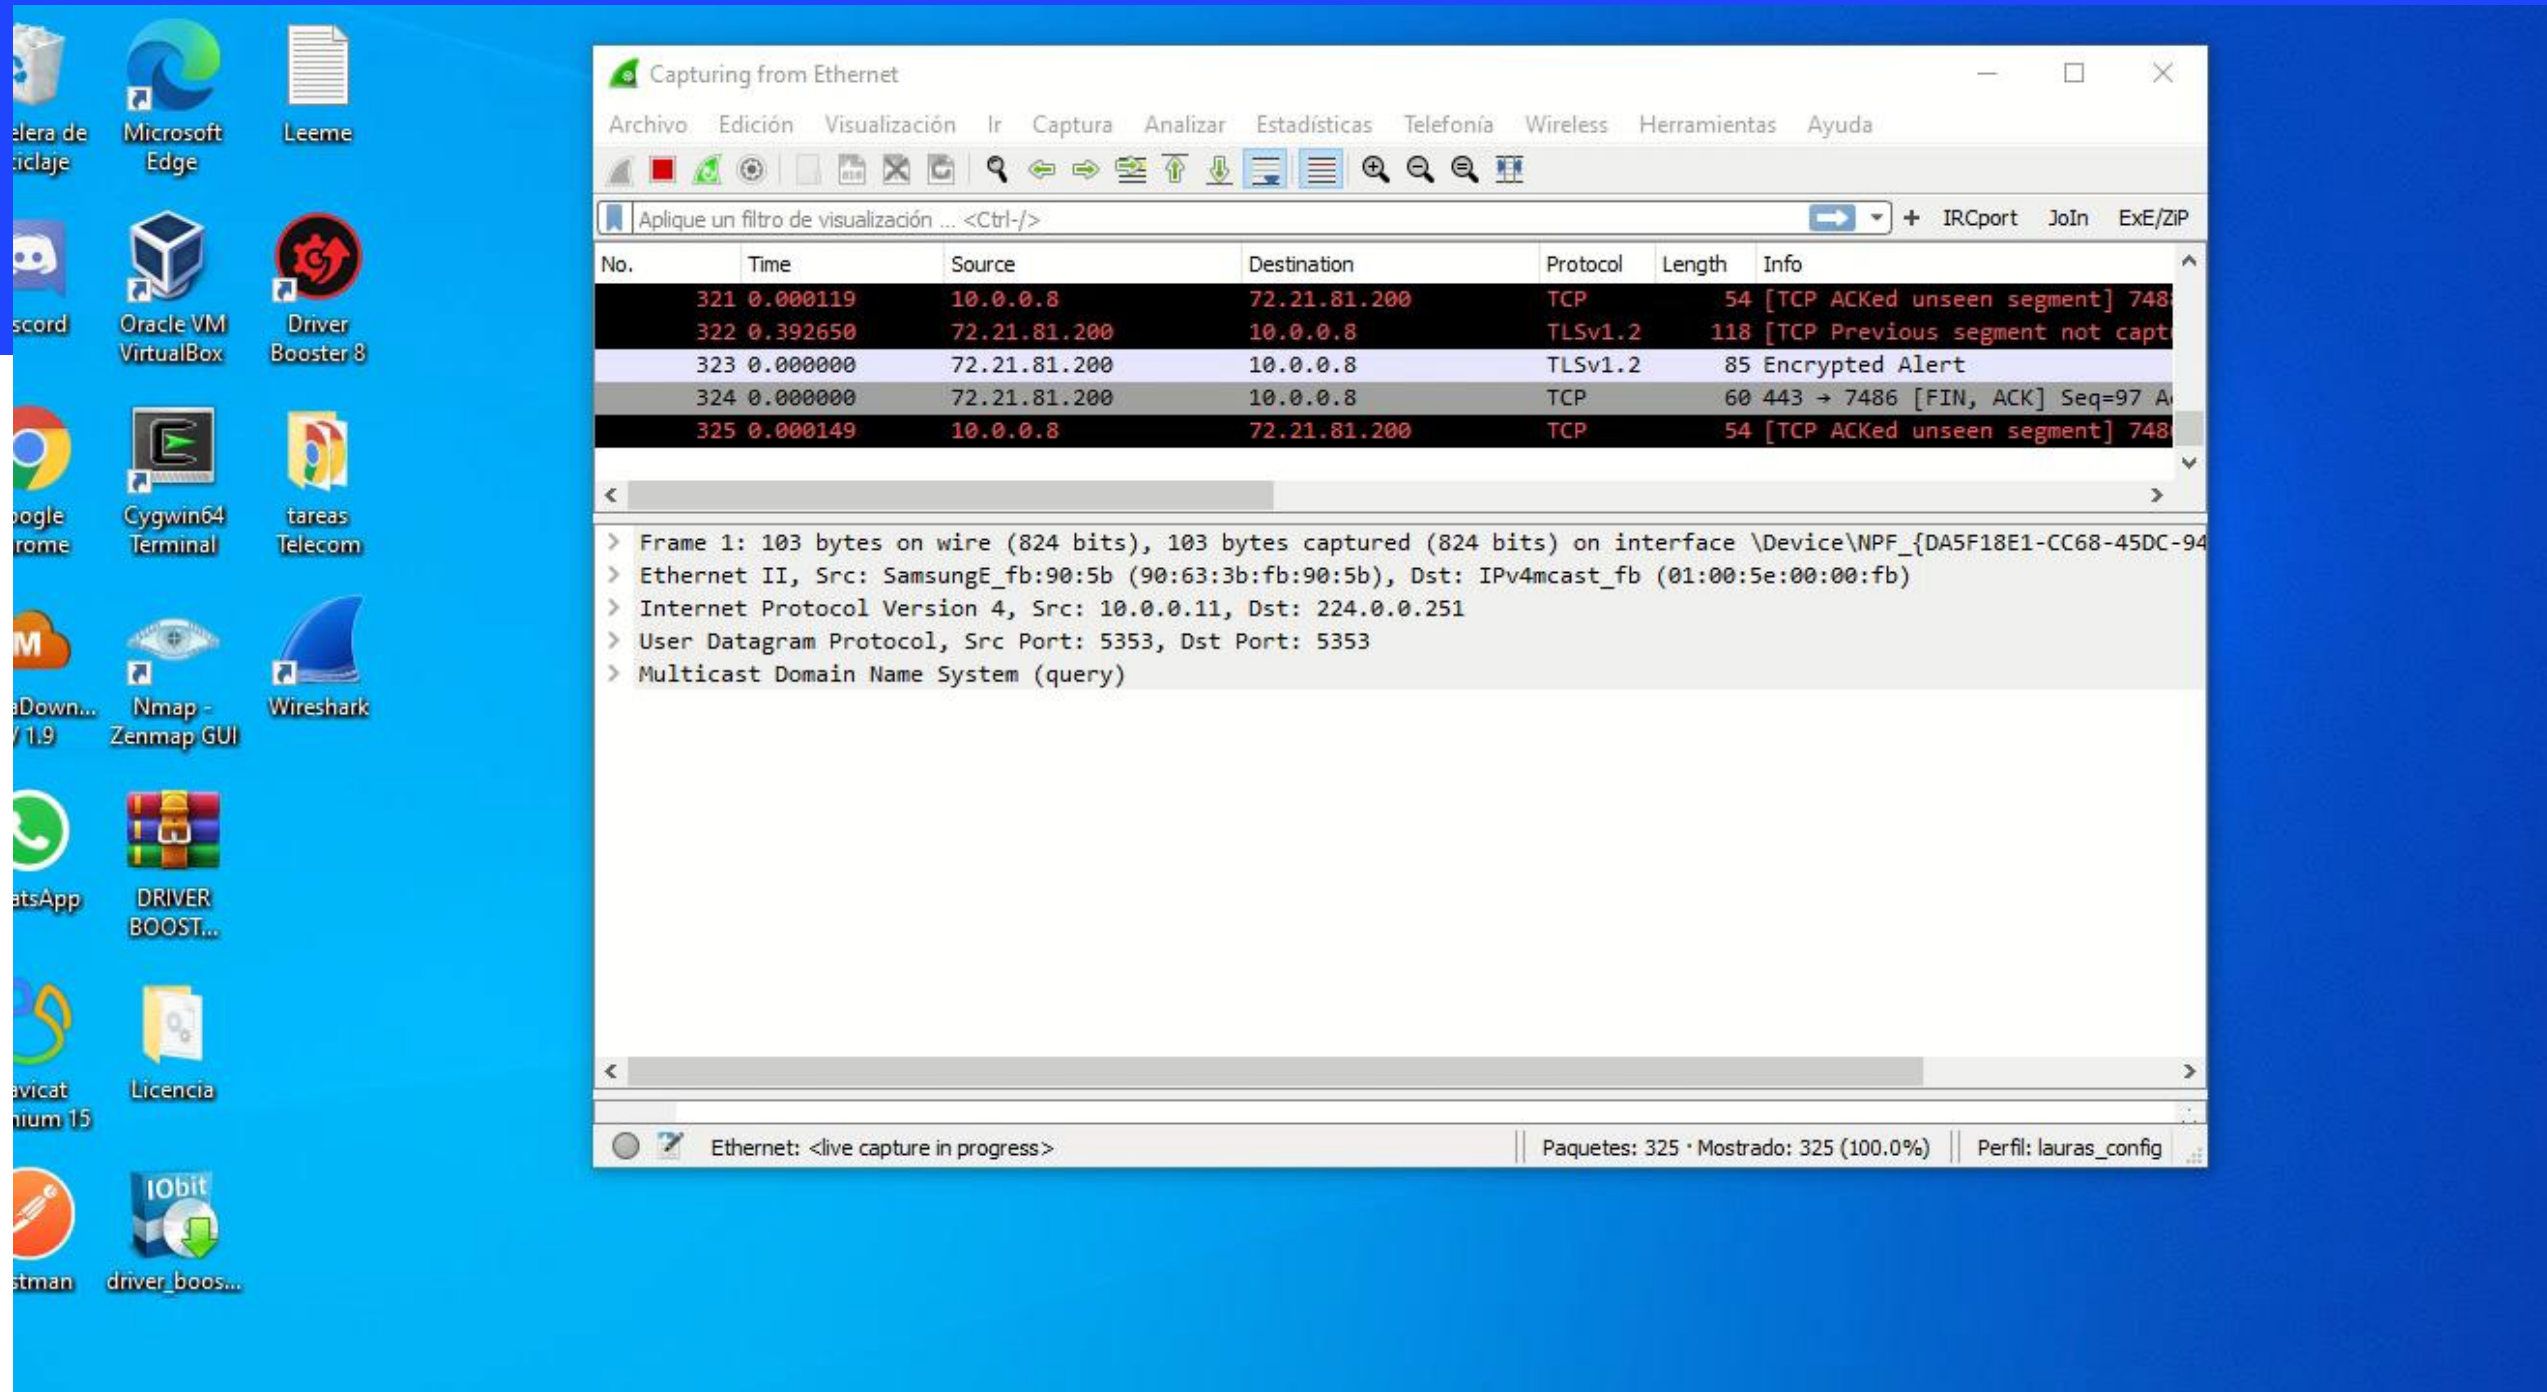 elera de
iclaje
Microsoft
Edge
Leeme
scord
Oracle VM
VirtualBox
Driver
Booster 8
oogle
rome
Cygwin64
Terminal
tareas
Telecom
aDown...
/ 1.9
Nmap -
Zenmap GUI
Wireshark
atsApp
DRIVER
BOOST...
avicat
nium 15
Licencia
IObit
stman
driver_boos...
Capturing from Ethernet
Archivo Edición Visualización Ir Captura Analizar Estadísticas Telefonía Wireless Herramientas Ayuda
Aplique un filtro de visualización ... <Ctrl-/> + IRCport JoIn ExE/ZiP
No. Time Source Destination Protocol Length Info
321 0.000119 10.0.0.8 72.21.81.200 TCP 54 [TCP ACKed unseen segment] 748
322 0.392650 72.21.81.200 10.0.0.8 TLSv1.2 118 [TCP Previous segment not capt
323 0.000000 72.21.81.200 10.0.0.8 TLSv1.2 85 Encrypted Alert
324 0.000000 72.21.81.200 10.0.0.8 TCP 60 443 → 7486 [FIN, ACK] Seq=97 A
325 0.000149 10.0.0.8 72.21.81.200 TCP 54 [TCP ACKed unseen segment] 748
> Frame 1: 103 bytes on wire (824 bits), 103 bytes captured (824 bits) on interface \Device\NPF_{DA5F18E1-CC68-45DC-94
> Ethernet II, Src: SamsungE_fb:90:5b (90:63:3b:fb:90:5b), Dst: IPv4mcast_fb (01:00:5e:00:00:fb)
> Internet Protocol Version 4, Src: 10.0.0.11, Dst: 224.0.0.251
> User Datagram Protocol, Src Port: 5353, Dst Port: 5353
> Multicast Domain Name System (query)
Ethernet: <live capture in progress> Paquetes: 325 · Mostrado: 325 (100.0%) Perfil: lauras_config